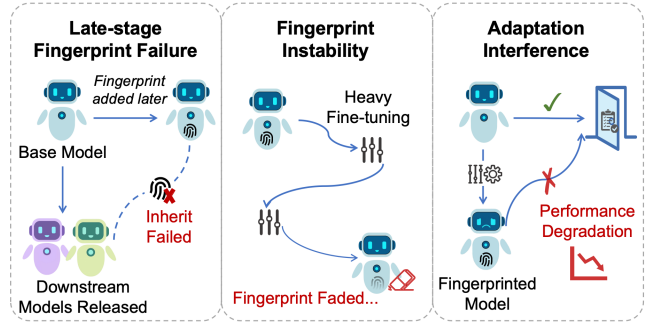 Late-stage
Fingerprint Failure
Fingerprint
added later
Base Model
Inherit
Failed
Downstream
Models Released
Fingerprint
Instability
Heavy
Fine-tuning
Fingerprint Faded...
Adaptation
Interference
Performance
Degradation
Fingerprinted
Model